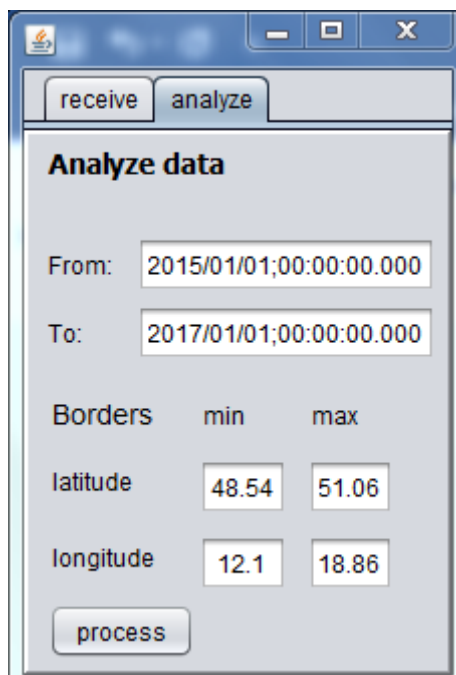 receive analyze
Analyze data
From: 2015/01/01;00:00:00.000
To: 2017/01/01;00:00:00.000
Borders min max
latitude 48.54 51.06
longitude 12.1 18.86
process